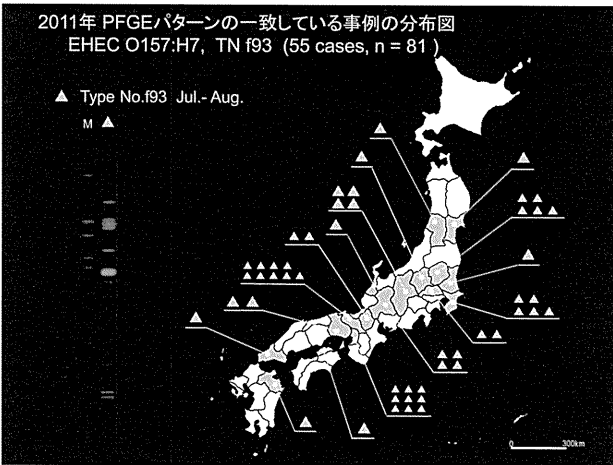 2011年 PFGEパターンの一致している事例の分布図
EHEC O157:H7, TN f93 (55 cases, n = 81 )
Type No.f93 Jul.- Aug.
M
0 300km